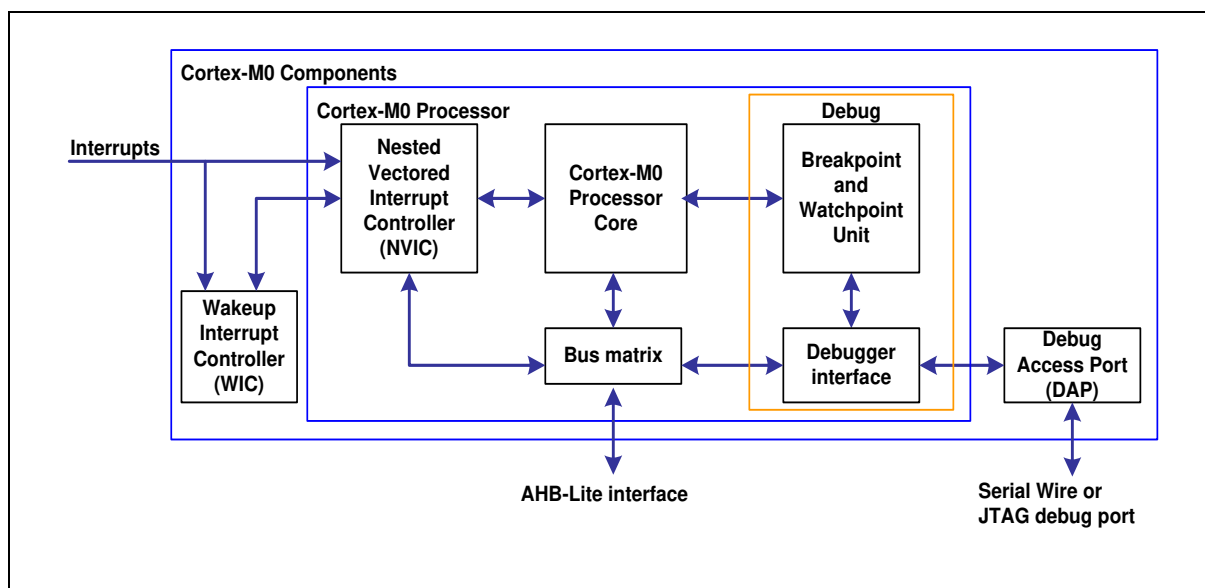 Cortex-M0 Components
Cortex-M0 Processor
Debug
Interrupts
Nested
Vectored
Interrupt
Controller
(NVIC)
Cortex-M0
Processor
Core
Breakpoint
and
Watchpoint
Unit
Wakeup
Interrupt
Controller
(WIC)
Bus matrix
Debugger
interface
Debug
Access Port
(DAP)
AHB-Lite interface
Serial Wire or
JTAG debug port